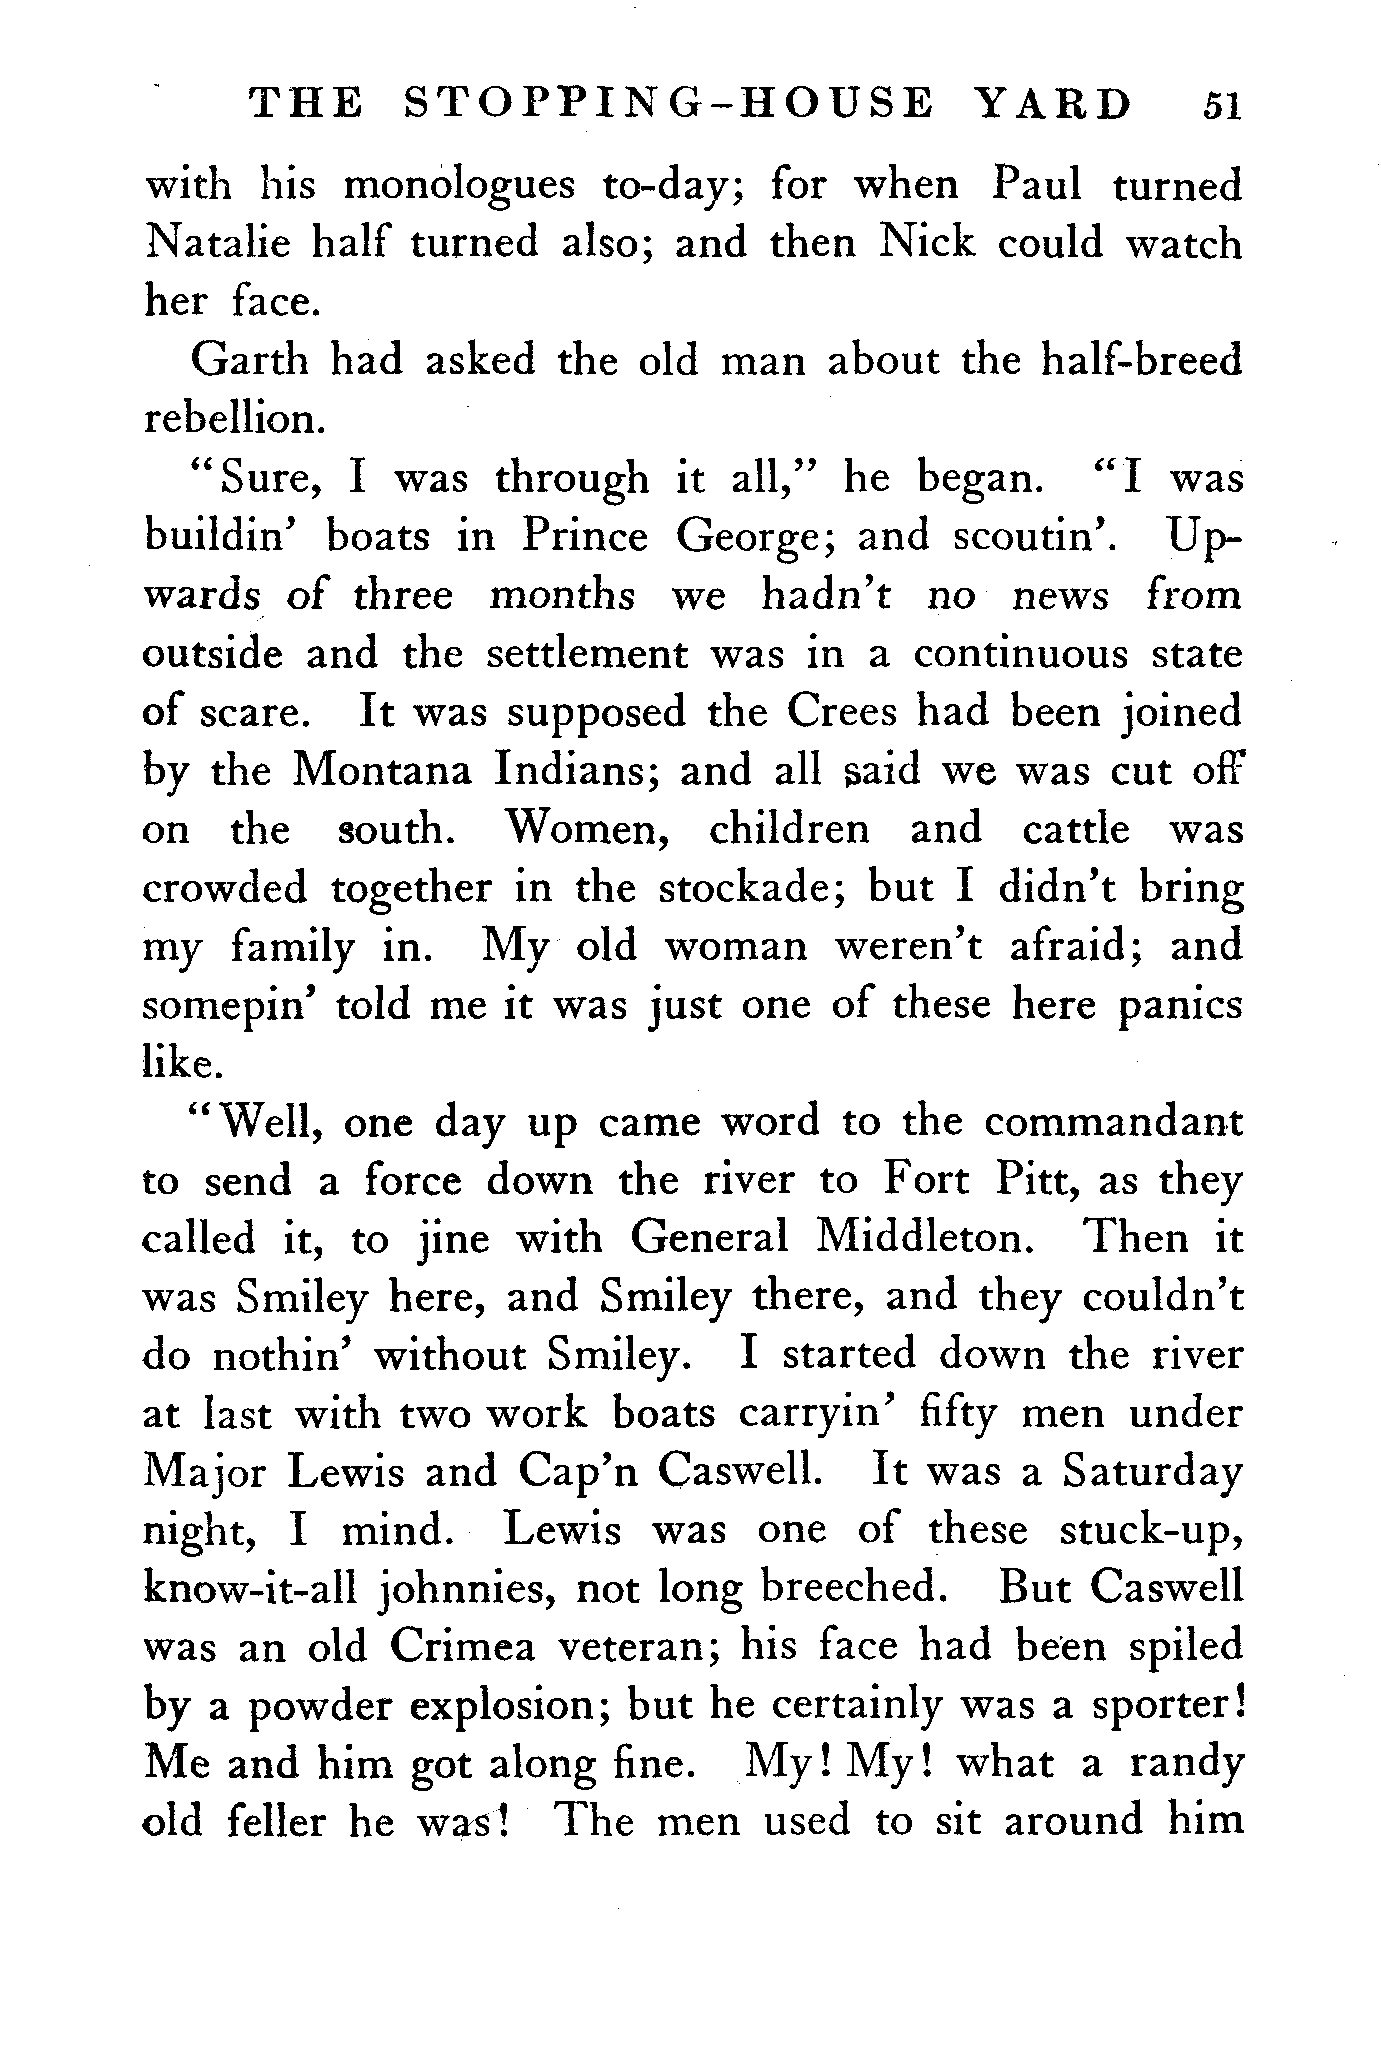 THE STOPPING-HOUSE YARD 51
with his monologues to-day; for when Paul turned
Natalie half turned also; and then Nick could watch
her face.
Garth had asked the old man about the half-breed
rebellion.
“Sure, I was through it all,” he began. “I was
buildin’ boats in Prince George; and scoutin’. Up-
wards of three months we hadn’t no news from
outside and the settlement was in a continuous state
of scare. It was supposed the Crees had been joined
by the Montana Indians; and all said we was cut off
on the south. Women, children and cattle was
crowded together in the stockade; but I didn’t bring
my family in. My old woman weren’t afraid; and
somepin’ told me it was just one of these here panics
like.
“Well, one day up came word to the commandant
to send a force down the river to Fort Pitt, as they
called it, to jine with General Middleton. Then it
was Smiley here, and Smiley there, and they couldn’t
do nothin’ without Smiley. I started down the river
at last with two work boats carryin’ fifty men under
Major Lewis and Cap’n Caswell. It was a Saturday
night, I mind. Lewis was one of these stuck-up,
know-it-all johnnies, not long breeched. But Caswell
was an old Crimea veteran; his face had been spiled
by a powder explosion; but he certainly was a sporter!
Me and him got along fine. My! My! what a randy
old feller he was! The men used to sit around him